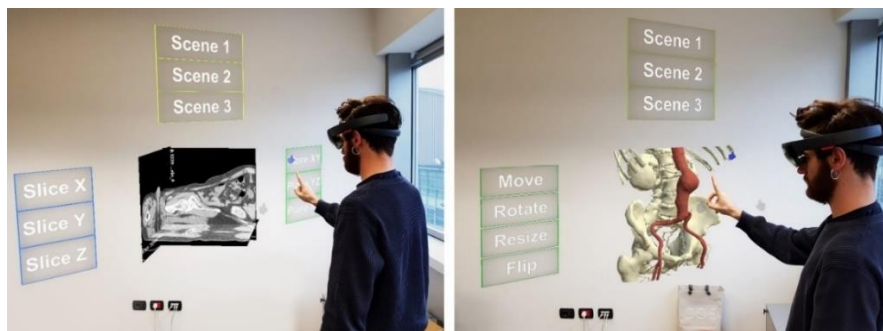 Scene 1
Scene 2
Scene 3
Slice X
Slice Y
Slice Z
Scene 1
Scene 2
Scene 3
Move
Rotate
Resize
Flip